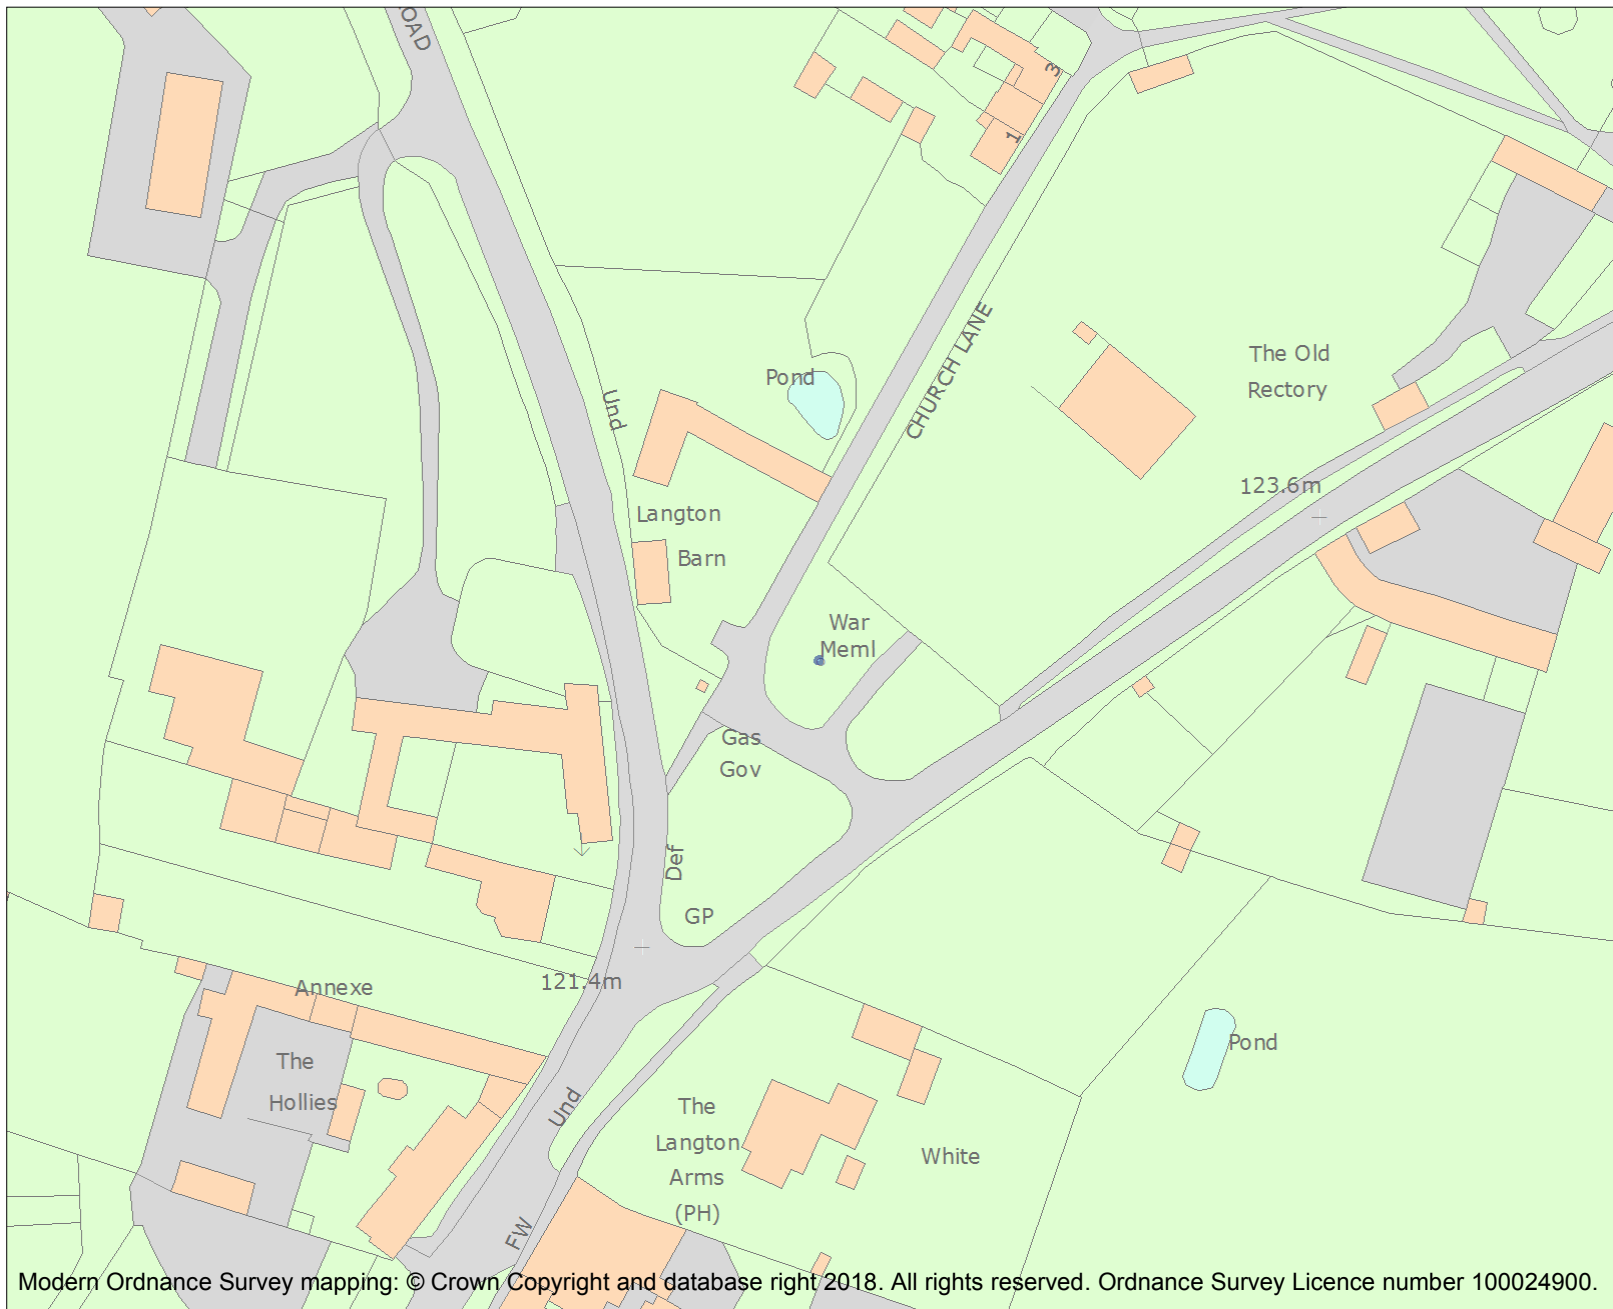 OAD
3
1
CHURCH LANE
The Old
Rectory
Pond
Und
123.6m
Langton
Barn
War
Meml
Gas
Gov
Def
GP
121.4m
Annexe
The
Hollies
Und
Pond
The
Langton
Arms
(PH)
White
FW
Modern Ordnance Survey mapping: © Crown Copyright and database right 2018. All rights reserved. Ordnance Survey Licence number 100024900.